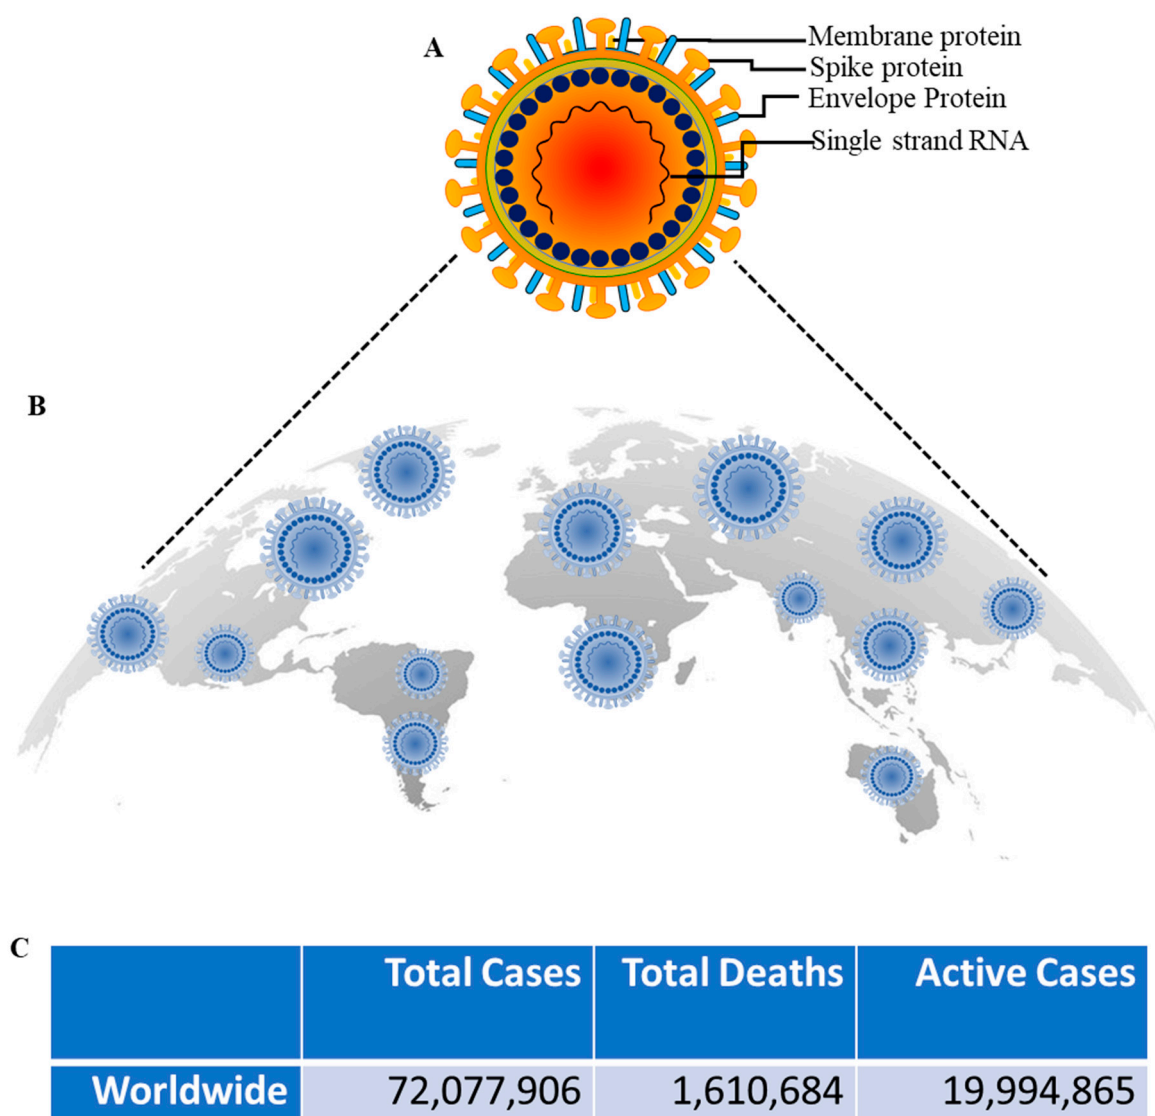 A
Membrane protein
Spike protein
Envelope Protein
Single strand RNA
B
C
Total Cases Total Deaths Active Cases
Worldwide 72,077,906 1,610,684 19,994,865